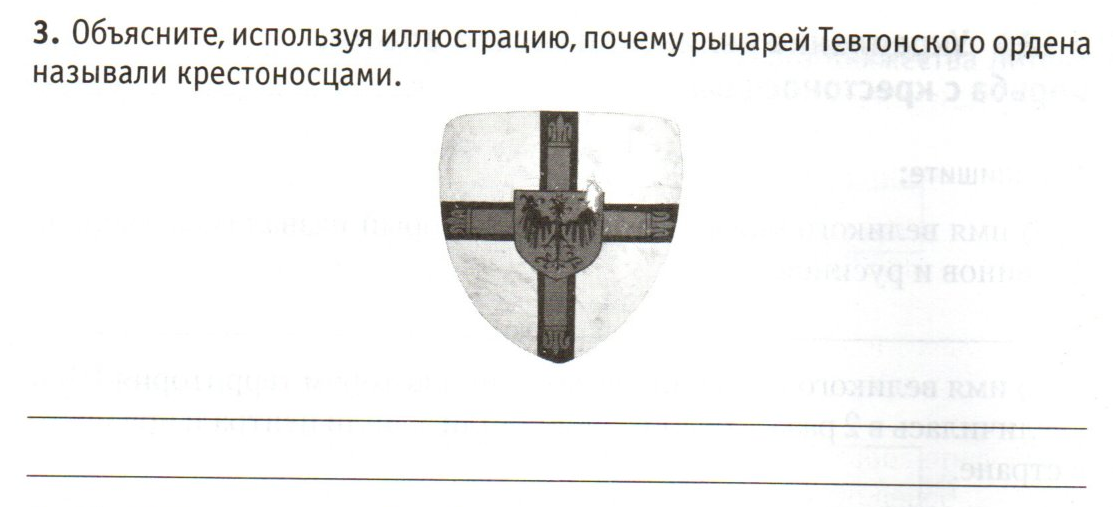 3. Объясните, используя иллюстрацию, почему рыцарей Тевтонского ордена
называли крестоносцами.